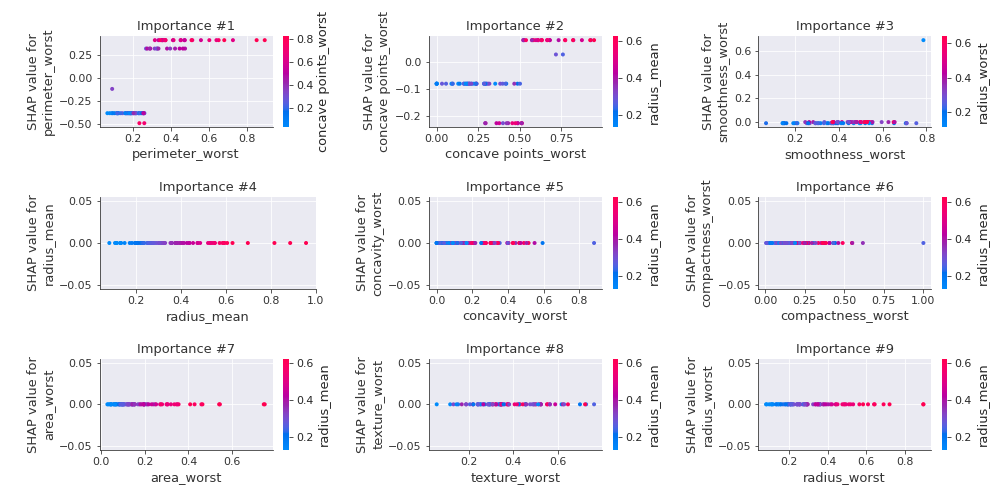 Importance #1
SHAP value for
perimeter_worst
0.25
0.00
−0.25
−0.50
0.2
0.4
0.6
0.8
perimeter_worst
0.8
0.6
0.4
0.2
concave points_worst
Importance #2
SHAP value for
concave points_worst
0.0
−0.1
−0.2
0.00
0.25
0.50
0.75
concave points_worst
0.6
0.4
0.2
radius_mean
Importance #3
SHAP value for
smoothness_worst
0.6
0.4
0.2
0.0
0.2
0.4
0.6
0.8
smoothness_worst
0.6
0.4
0.2
radius_worst
Importance #4
SHAP value for
radius_mean
0.05
0.00
−0.05
0.2
0.4
0.6
0.8
1.0
radius_mean
Importance #5
SHAP value for
concavity_worst
0.05
0.00
−0.05
0.0
0.2
0.4
0.6
0.8
concavity_worst
0.6
0.4
0.2
radius_mean
Importance #6
SHAP value for
compactness_worst
0.05
0.00
−0.05
0.00
0.25
0.50
0.75
1.00
compactness_worst
0.6
0.4
0.2
radius_mean
Importance #7
SHAP value for
area_worst
0.05
0.00
−0.05
0.0
0.2
0.4
0.6
area_worst
0.6
0.4
0.2
radius_mean
Importance #8
SHAP value for
texture_worst
0.05
0.00
−0.05
0.2
0.4
0.6
texture_worst
0.6
0.4
0.2
radius_mean
Importance #9
SHAP value for
radius_worst
0.05
0.00
−0.05
0.2
0.4
0.6
0.8
radius_worst
0.6
0.4
0.2
radius_mean